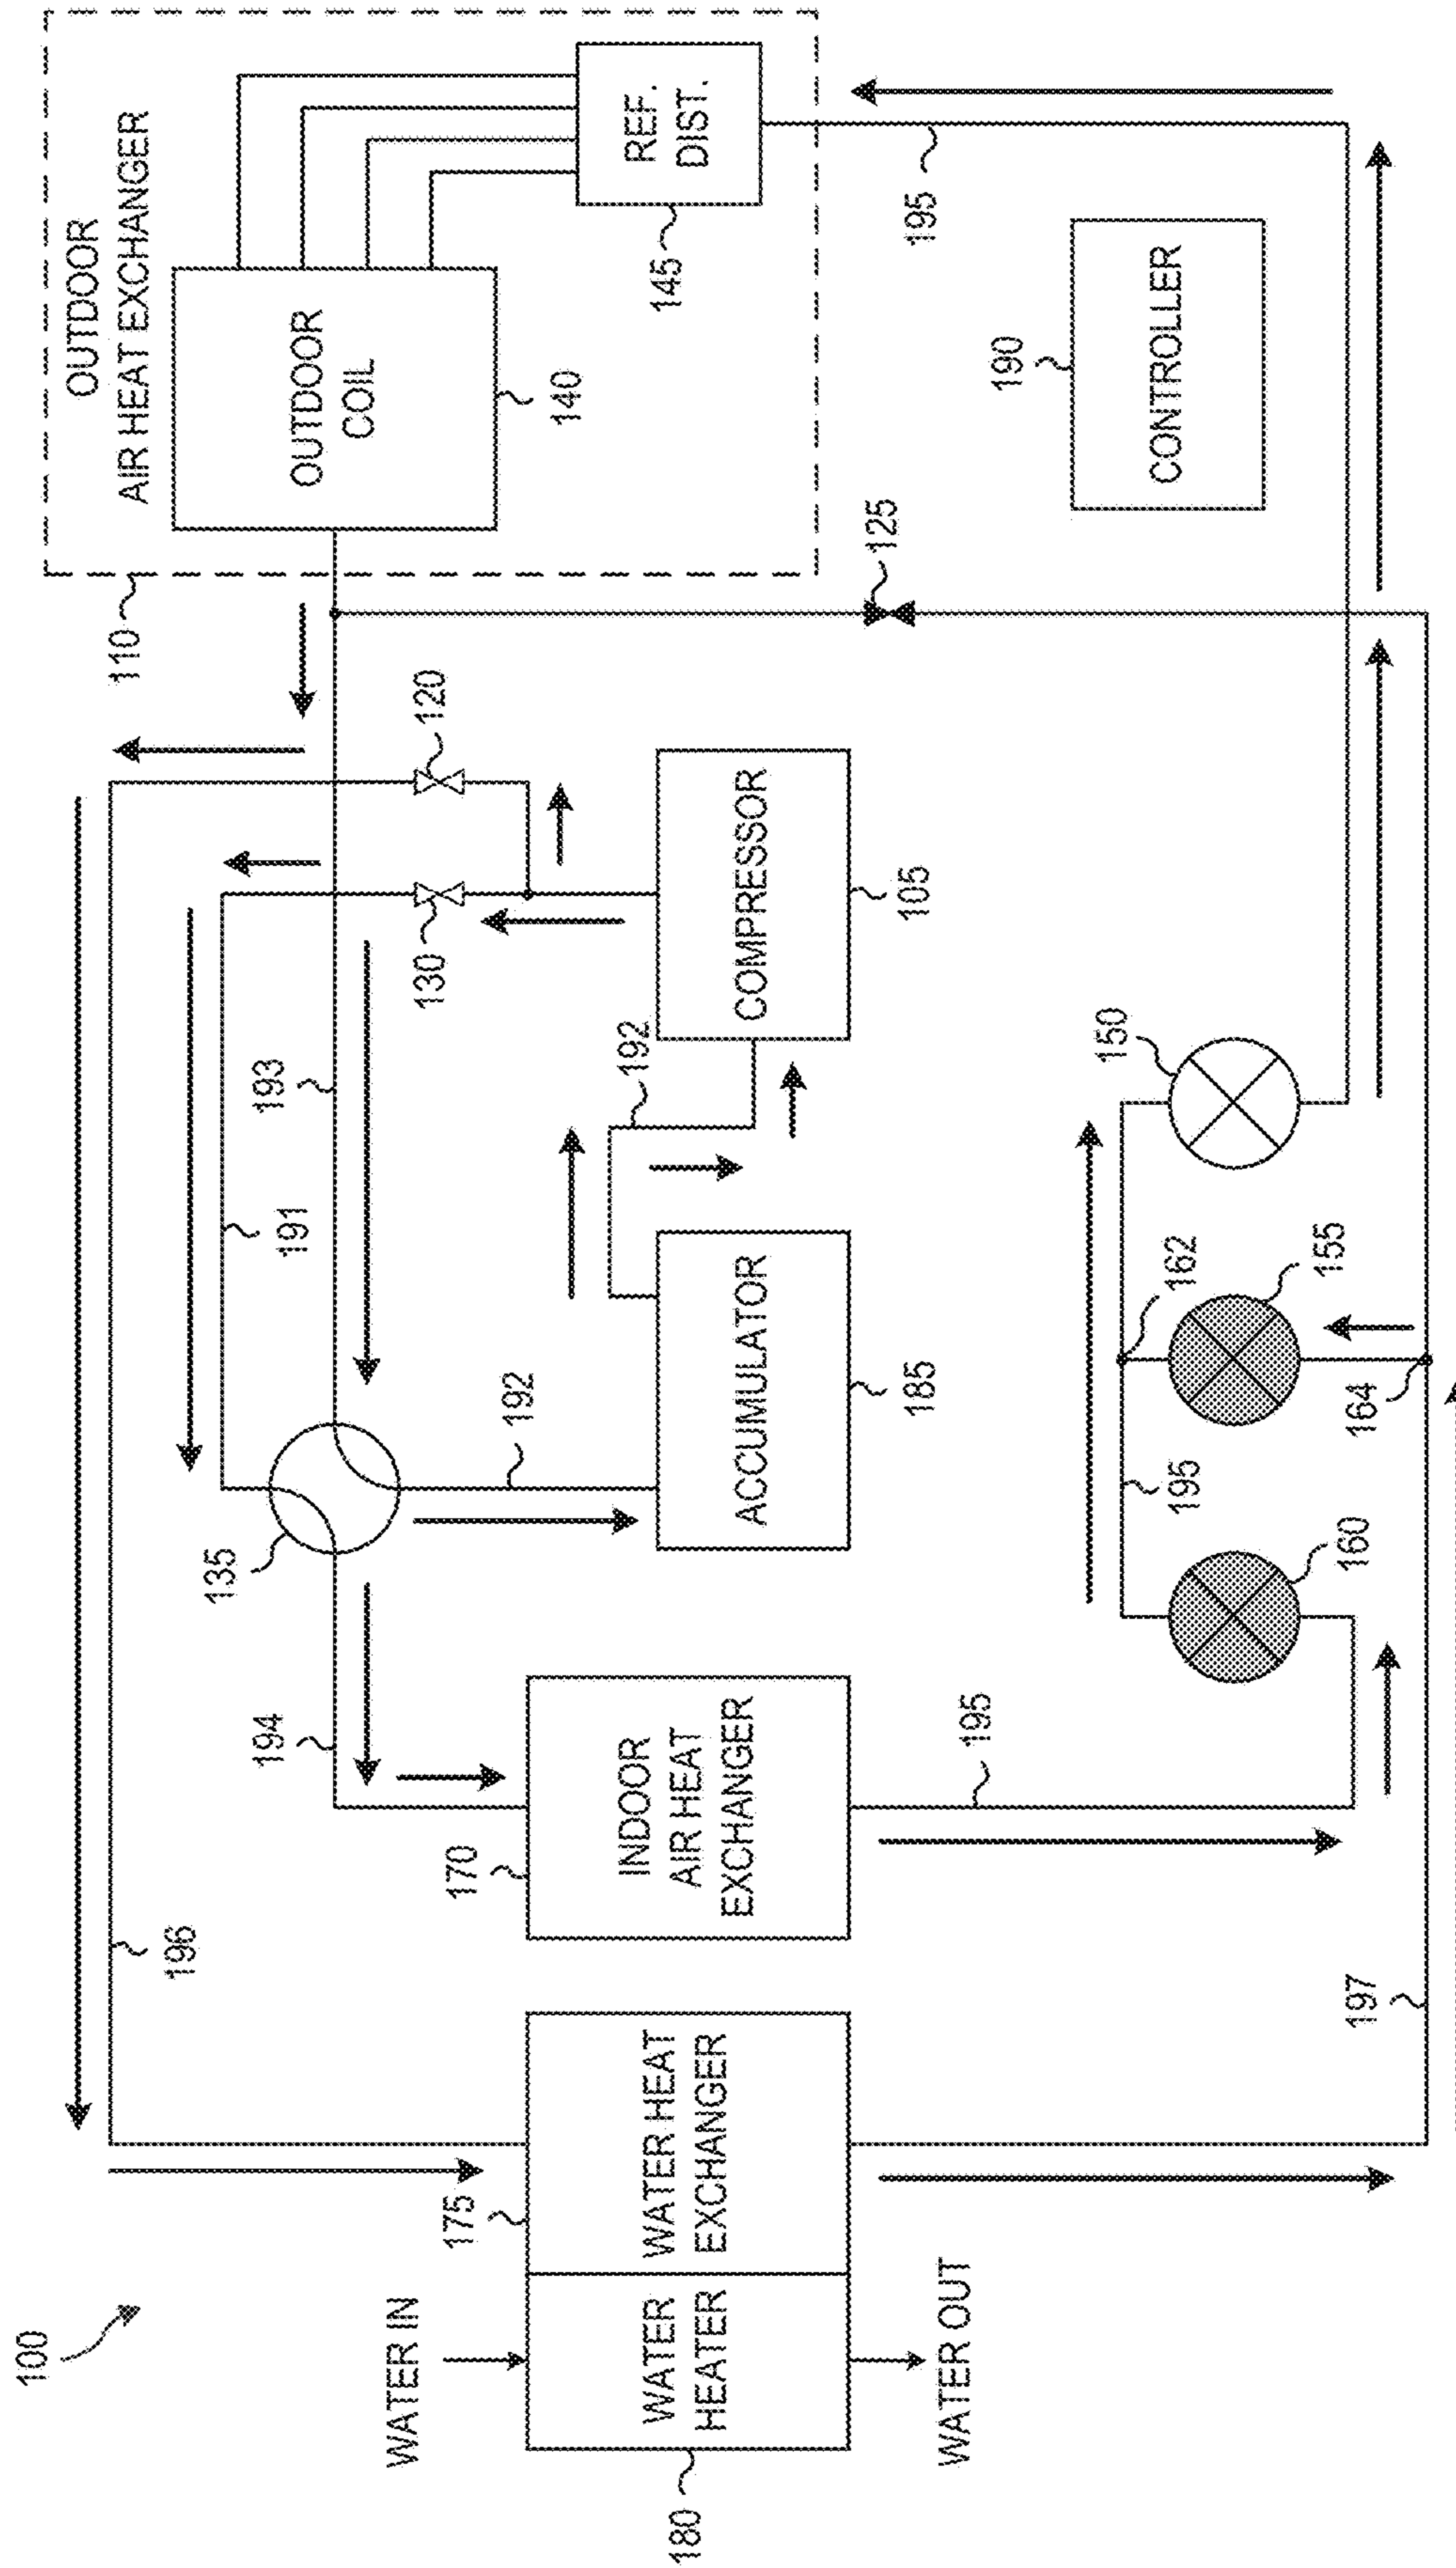 100
WATER IN
WATER
HEATER
180
WATER OUT
175
WATER HEAT
EXCHANGER
196
197
170
INDOOR
AIR HEAT
EXCHANGER
194
195
135
191
193
192
ACCUMULATOR
185
192
COMPRESSOR
105
130
120
160
195
162
164
155
150
125
110
OUTDOOR
AIR HEAT EXCHANGER
OUTDOOR
COIL
140
REF.
DIST.
145
195
190
CONTROLLER